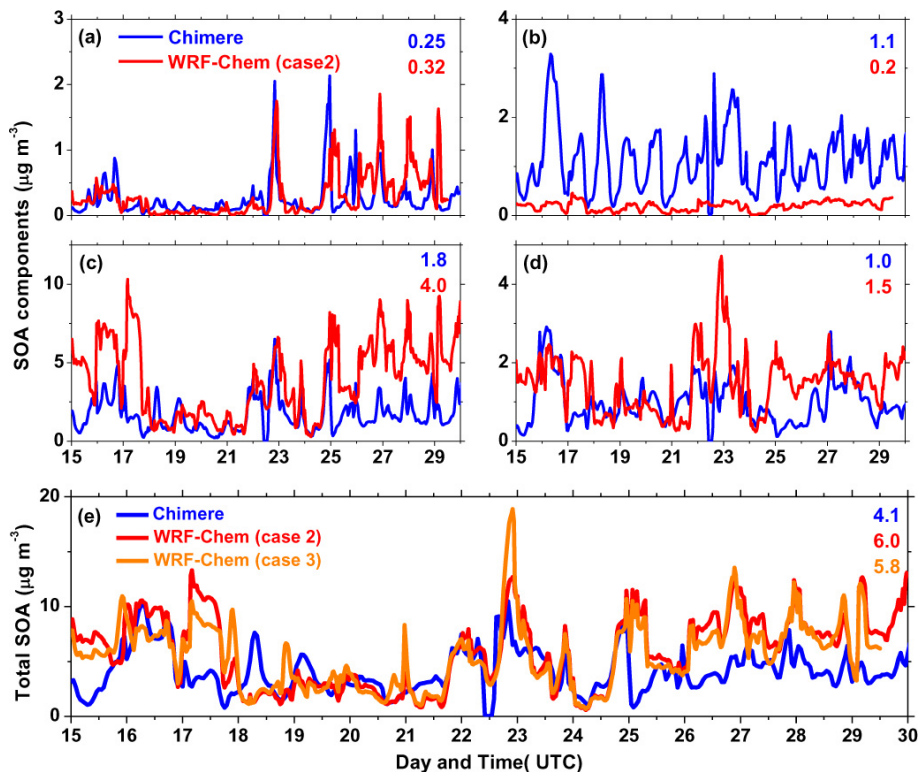 (a) Chimere 0.25
WRF-Chem (case2) 0.32
3
2
1
0
(b) 1.1
0.2
4
2
0
SOA components (µg m⁻³)
(c) 1.8
4.0
10
5
0
15 17 19 21 23 25 27 29
(d) 1.0
1.5
4
2
0
15 17 19 21 23 25 27 29
Total SOA (µg m⁻³)
(e) Chimere 4.1
WRF-Chem (case 2) 6.0
WRF-Chem (case 3) 5.8
20
10
0
15 16 17 18 19 20 21 22 23 24 25 26 27 28 29 30
Day and Time( UTC)